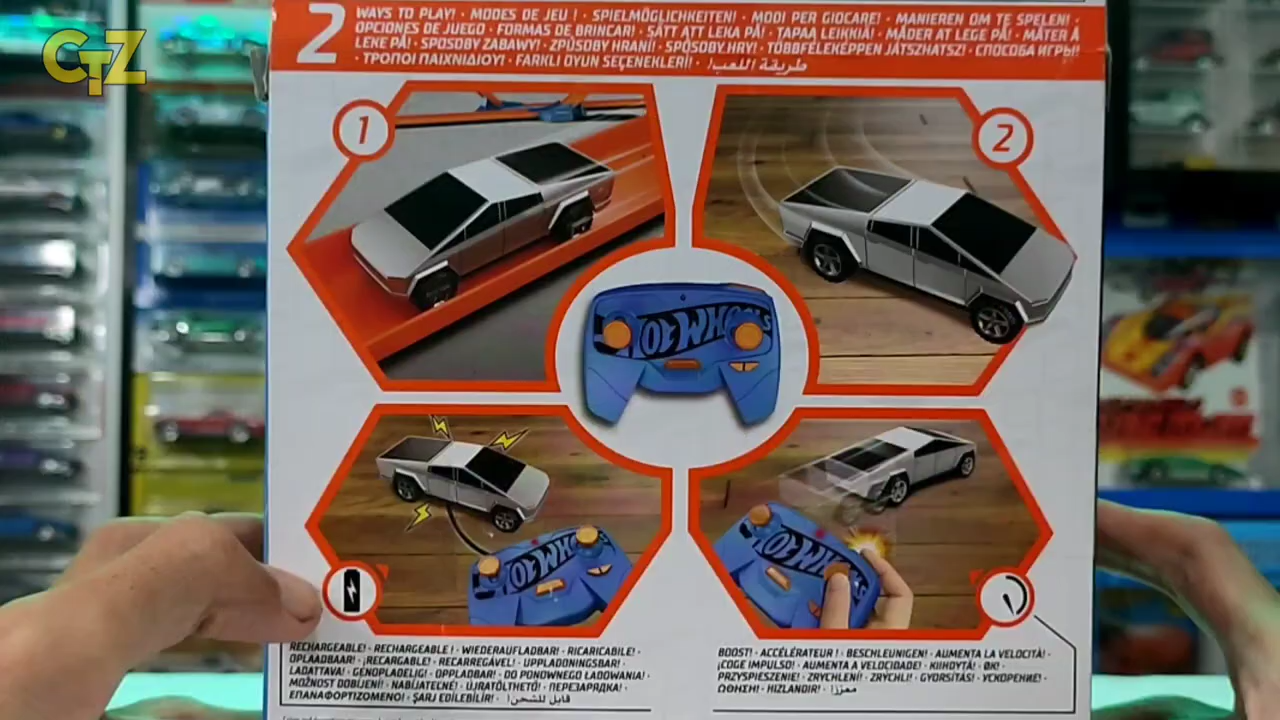 CTZ
2
WAYS TO PLAY! · MODES DE JEU ! · SPIELMÖGLICHKEITEN! · MODI PER GIOCARE! · MANIEREN OM TE SPELEN!
OPCIONES DE JUEGO · FORMAS DE BRINCAR! · SÄTT ATT LEKA PÅ! · TAPAA LEIKKIÄ! · MÅDER AT LEGE PÅ! · MÅTER Å
LEKE PÅ! · SPOSOBY ZABAWY! · ZPŮSOBY HRANÍ! · SPÔSOBY HRY! · TÖBBFÉLEKÉPPEN JÁTSZHATSZ! · СПОСОБА ИГРЫ!
· ΤΡΟΠΟΙ ΠΑΙΧΝΙΔΙΟΥ! · FARKLI OYUN SEÇENEKLERİ! · طريقة اللعب!
1
2
HOT WHEELS
RECHARGEABLE! · RECHARGEABLE ! · WIEDERAUFLADBAR! · RICARICABILE! ·
OPLAADBAAR! · ¡RECARGABLE! · RECARREGÁVEL! · UPPLADDNINGSBAR!
LADATTAVA! · GENOPLADELIG! · OPPLADBAR! · DO PONOWNEGO ŁADOWANIA!
MOŽNOST DOBÍJENÍ! · NABÍJATEĽNÉ! · ÚJRATÖLTHETŐ! · ПЕРЕЗАРЯДКА! ·
ΕΠΑΝΑΦΟΡΤΙΖΟΜΕΝΟ! · ŞARJ EDİLEBİLİR! · قابل للشحن!
BOOST! · ACCÉLÉRATEUR ! · BESCHLEUNIGEN! · AUMENTA LA VELOCITÀ! ·
¡COGE IMPULSO! · AUMENTA A VELOCIDADE! · KIIHDYTÄ! · ØK!
PRZYSPIESZENIE! · ZRYCHLENÍ! · ZRÝCHLI! · GYORSÍTÁS! · УСКОРЕНИЕ! ·
ΩΘΗΣΗ! · HIZLANDIR! ·